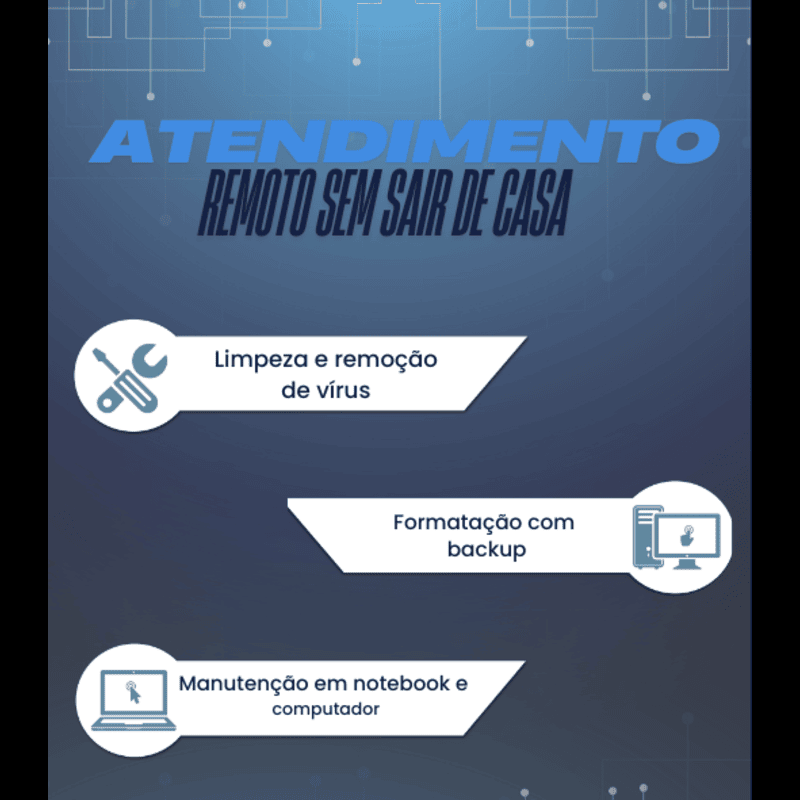 ATENDIMENTO
REMOTO SEM SAIR DE CASA
Limpeza e remoção
de vírus
Formatação com
backup
Manutenção em notebook e
computador